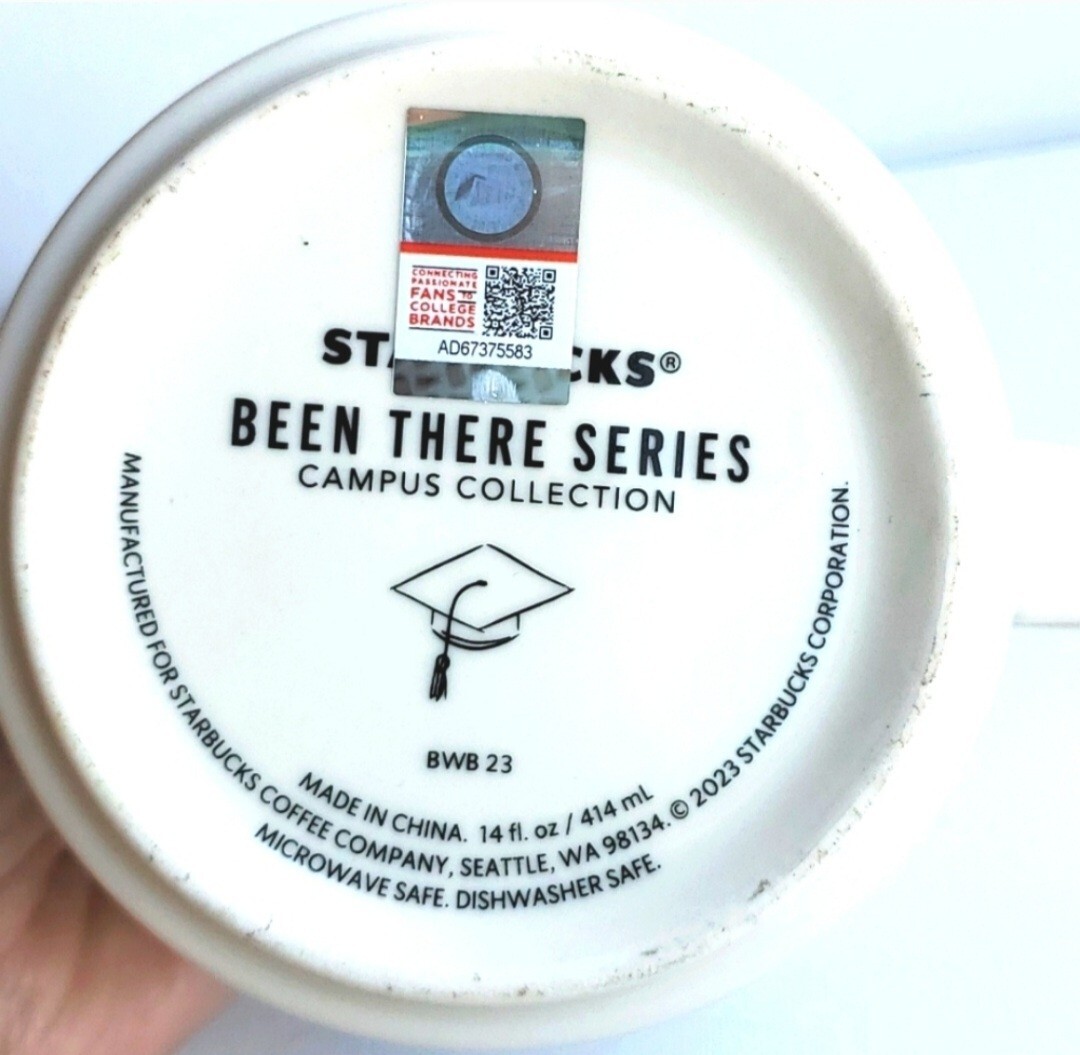 CONNECTING
PASSIONATE
FANS TO
COLLEGE
BRANDS
AD67375583
STA CKS®
BEEN THERE SERIES
CAMPUS COLLECTION
BWB 23
MADE IN CHINA. 14 fl. oz / 414 mL
MANUFACTURED FOR STARBUCKS COFFEE COMPANY, SEATTLE, WA 98134. © 2023 STARBUCKS CORPORATION.
MICROWAVE SAFE. DISHWASHER SAFE.